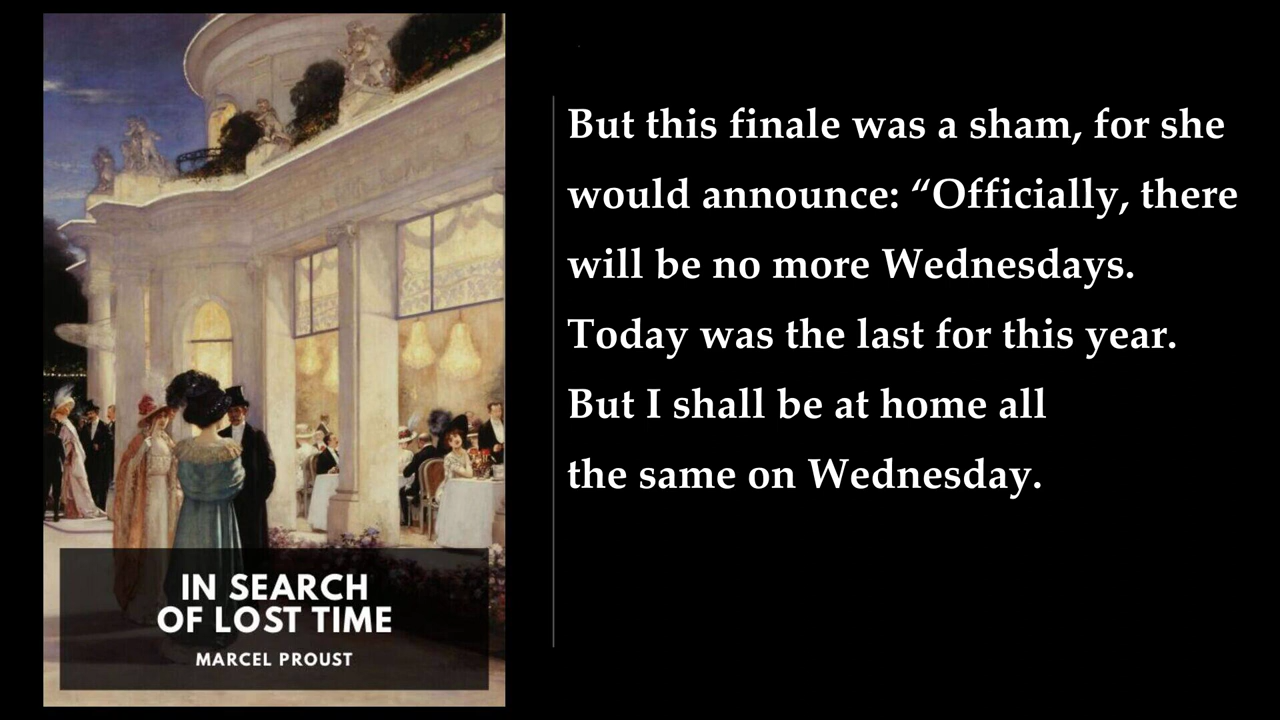 IN SEARCH
OF LOST TIME
MARCEL PROUST
But this finale was a sham, for she
would announce: “Officially, there
will be no more Wednesdays.
Today was the last for this year.
But I shall be at home all
the same on Wednesday.